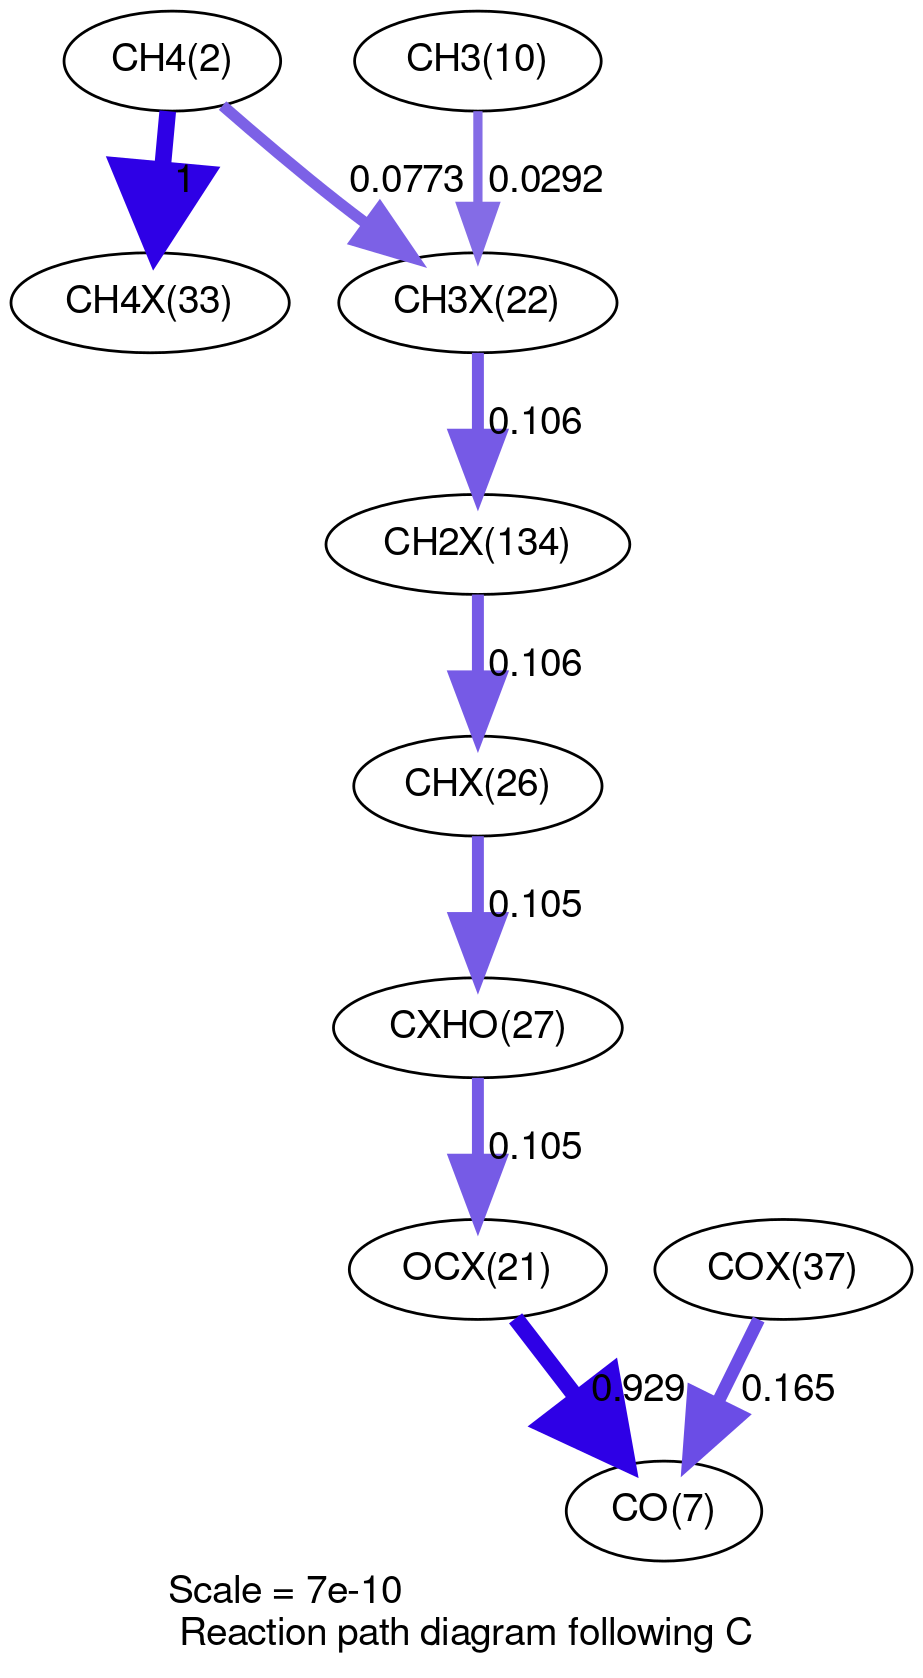 CH4(2)
CH3(10)
1
0.0773
0.0292
CH4X(33)
CH3X(22)
0.106
CH2X(134)
0.106
CHX(26)
0.105
CXHO(27)
0.105
OCX(21)
COX(37)
0.929
0.165
CO(7)
Scale = 7e-10
Reaction path diagram following C